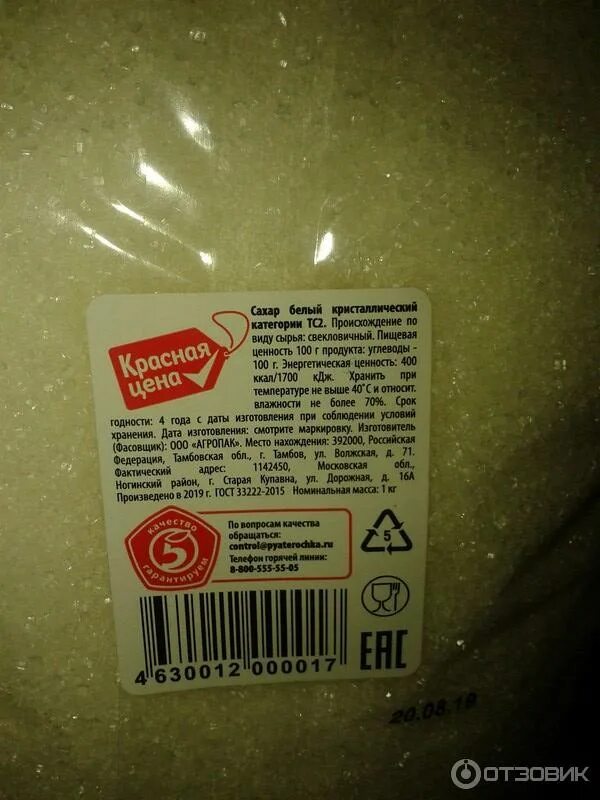 Красная
цена
Сахар белый кристаллический
категории ТС2. Происхождение по
виду сырья: свекловичный. Пищевая
ценность 100 г продукта: углеводы -
100 г. Энергетическая ценность: 400
ккал/1700 кДж. Хранить при
температуре не выше 40˚С и относит.
влажности не более 70%. Срок
годности: 4 года с даты изготовления при соблюдении условий
хранения. Дата изготовления: смотрите маркировку. Изготовитель
(Фасовщик): ООО «АГРОПАК». Место нахождения: 392000, Российская
Федерация, Тамбовская обл., г. Тамбов, ул. Волжская, д. 71.
Фактический адрес: 1142450, Московская обл.,
Ногинский район, г. Старая Купавна, ул. Дорожная, д. 16А
Произведено в 2019 г. ГОСТ 33222-2015 Номинальная масса: 1 кг
качество
5
гарантируем
По вопросам качества
обращаться:
control@pyaterochka.ru
Телефон горячей линии:
8-800-555-55-05
5
4 630012 000017
EAC
20.08.19
ОТЗОВИК